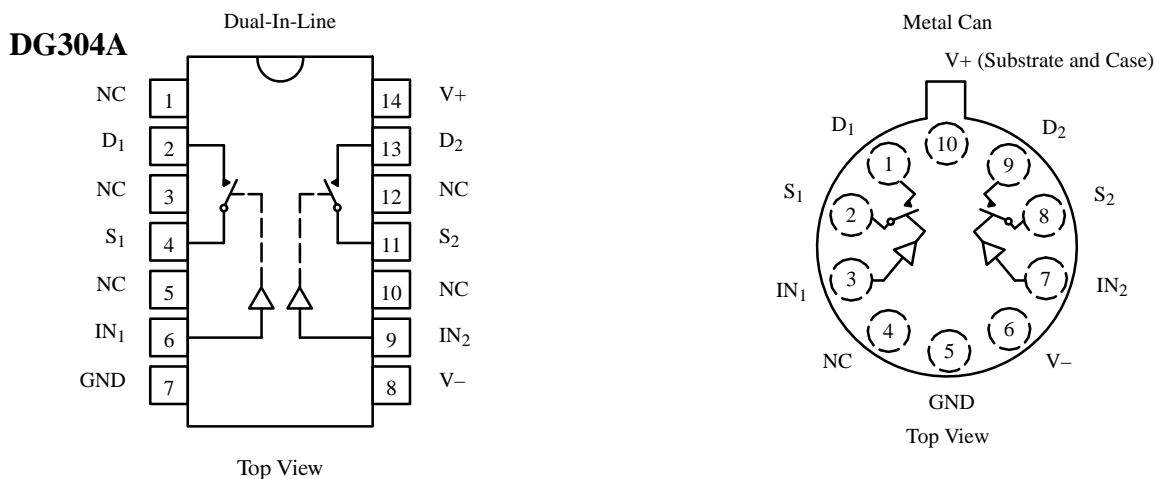 DG304A
Dual-In-Line
NC 1 14 V+
D1 2 13 D2
NC 3 12 NC
S1 4 11 S2
NC 5 10 NC
IN1 6 9 IN2
GND 7 8 V–
Top View
Metal Can
V+ (Substrate and Case)
D1 10 D2
1 9
S1 2 8 S2
IN1 3 7 IN2
4 5 6
NC V–
GND
Top View